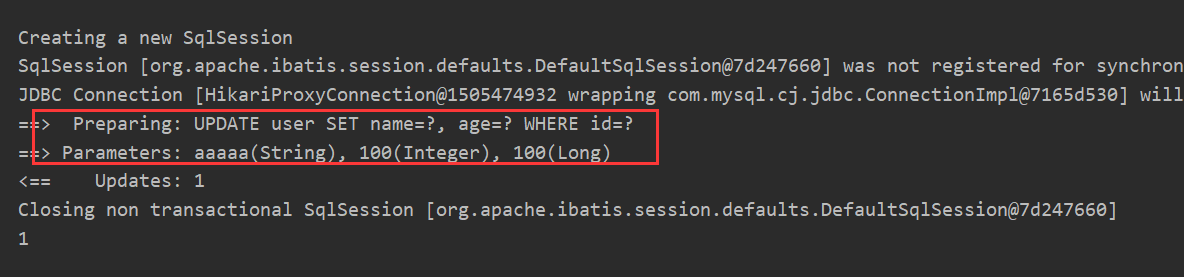 Creating a new SqlSession
SqlSession [org.apache.ibatis.session.defaults.DefaultSqlSession@7d247660] was not registered for synchron
JDBC Connection [HikariProxyConnection@1505474932 wrapping com.mysql.cj.jdbc.ConnectionImpl@7165d530] will
==>  Preparing: UPDATE user SET name=?, age=? WHERE id=?
==> Parameters: aaaaa(String), 100(Integer), 100(Long)
<==    Updates: 1
Closing non transactional SqlSession [org.apache.ibatis.session.defaults.DefaultSqlSession@7d247660]
1